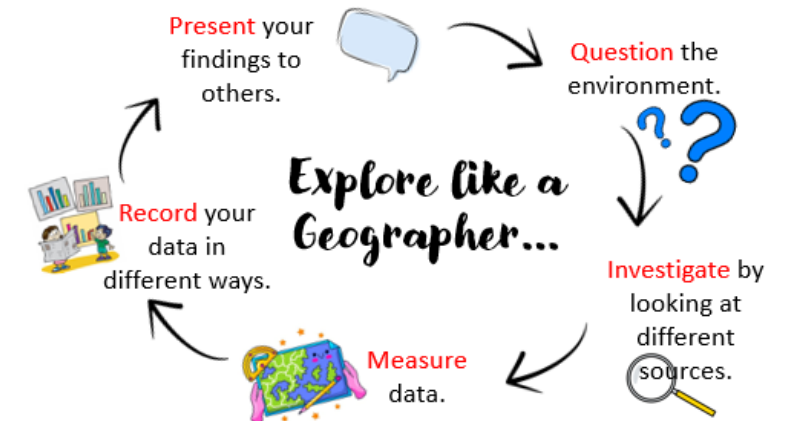 Present your
findings to
others.
Question the
environment.
Explore like a
Geographer...
Record your
data in
different ways.
Investigate by
looking at
different
sources.
Measure
data.